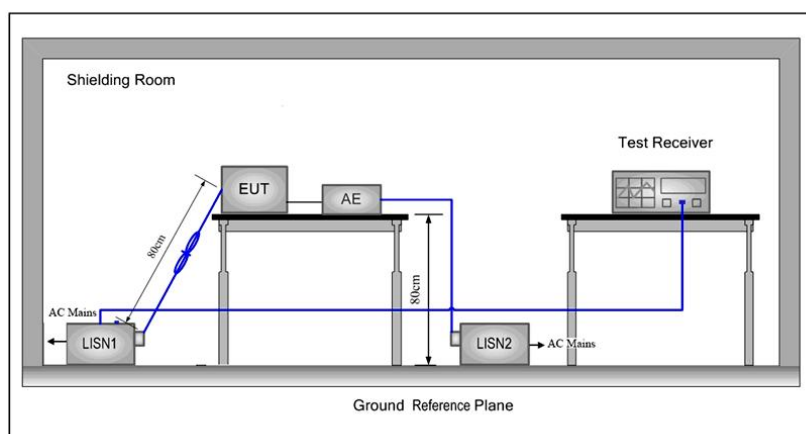 Shielding Room
Test Receiver
EUT
AE
80cm
80cm
AC Mains
LISN1
LISN2
AC Mains
Ground Reference Plane